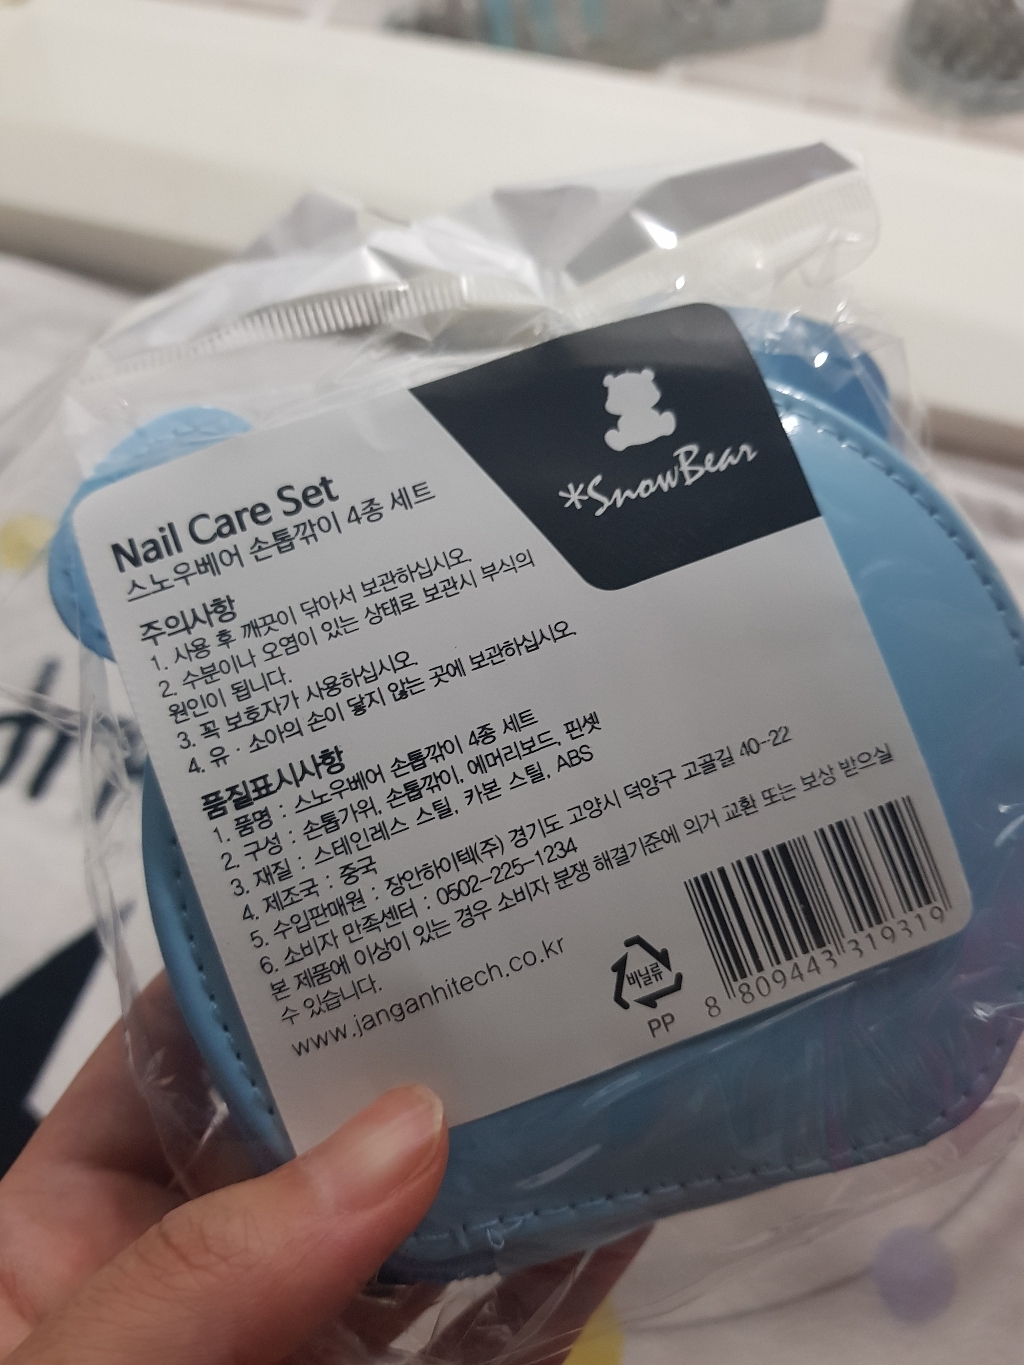 *SnowBear
Nail Care Set
스노우베어 손톱깎이 4종 세트
주의사항
1. 사용 후 깨끗이 닦아서 보관하십시오.
2. 수분이나 오염이 있는 상태로 보관시 부식의
원인이 됩니다.
3. 꼭 보호자가 사용하십시오.
4. 유 · 소아의 손이 닿지 않는 곳에 보관하십시오.
품질표시사항
1. 품명 : 스노우베어 손톱깎이 4종 세트
2. 구성 : 손톱가위, 손톱깎이, 에머리보드, 핀셋
3. 재질 : 스테인레스 스틸, 카본 스틸, ABS
4. 제조국 : 중국
5. 수입판매원 : 장안하이텍(주) 경기도 고양시 덕양구 고골길 40-22
6. 소비자 만족센터 : 0502-225-1234
본 제품에 이상이 있는 경우 소비자 분쟁 해결기준에 의거 교환 또는 보상 받으실
수 있습니다.
www.janganhitech.co.kr
비닐류
PP
8 809443 319319